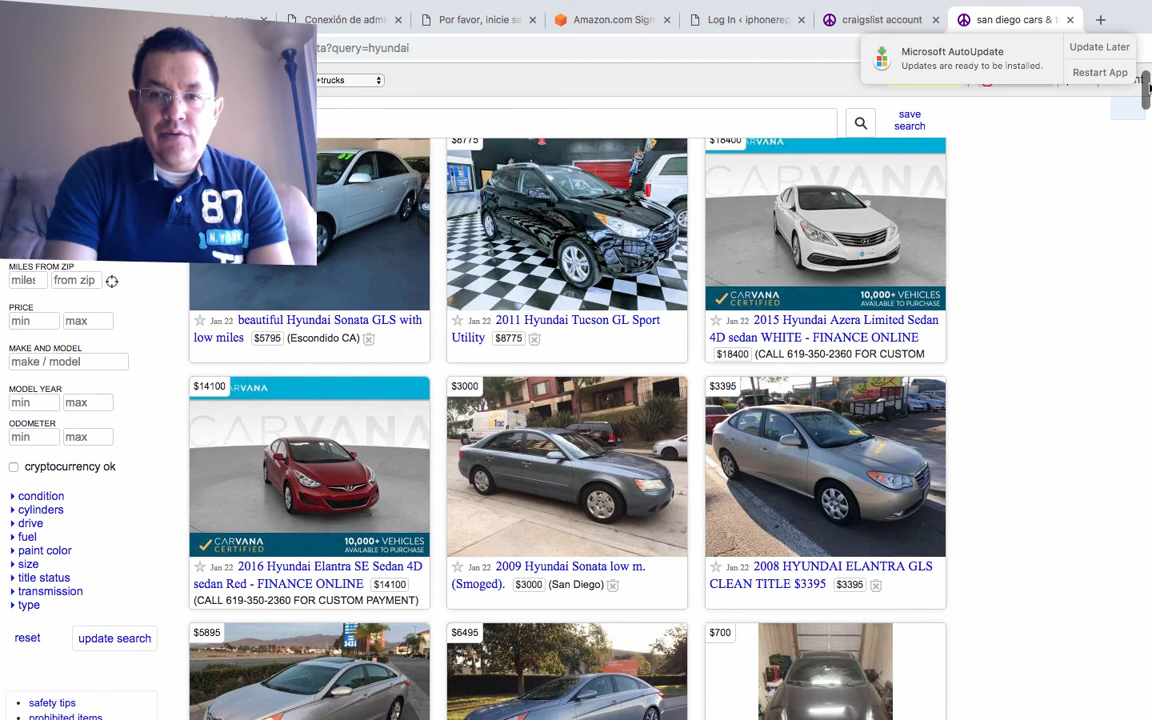 Conexión de admi
Por favor, inicie se
Amazon.com Sign
Log In ‹ iphonerep
craigslist account
san diego cars & t
ta?query=hyundai
Microsoft AutoUpdate
Updates are ready to be installed.
Update Later
Restart App
+trucks
save
search
87
N.Y.
MILES FROM ZIP
miles
from zip
PRICE
min
max
MAKE AND MODEL
make / model
MODEL YEAR
min
max
ODOMETER
min
max
cryptocurrency ok
condition
cylinders
drive
fuel
paint color
size
title status
transmission
type
reset
update search
safety tips
prohibited items
Jan 22 beautiful Hyundai Sonata GLS with
low miles $5795 (Escondido CA)
$8775
Jan 22 2011 Hyundai Tucson GL Sport
Utility $8775
$18400
CARVANA
CARVANA
CERTIFIED
10,000+ VEHICLES
AVAILABLE TO PURCHASE
Jan 22 2015 Hyundai Azera Limited Sedan
4D sedan WHITE - FINANCE ONLINE
$18400 (CALL 619-350-2360 FOR CUSTOM
$14100
CARVANA
CARVANA
CARVANA
CERTIFIED
10,000+ VEHICLES
AVAILABLE TO PURCHASE
Jan 22 2016 Hyundai Elantra SE Sedan 4D
sedan Red - FINANCE ONLINE $14100
(CALL 619-350-2360 FOR CUSTOM PAYMENT)
$3000
Jan 22 2009 Hyundai Sonata low m.
(Smoged). $3000 (San Diego)
$3395
Jan 22 2008 HYUNDAI ELANTRA GLS
CLEAN TITLE $3395 $3395
$5895
$6495
$700